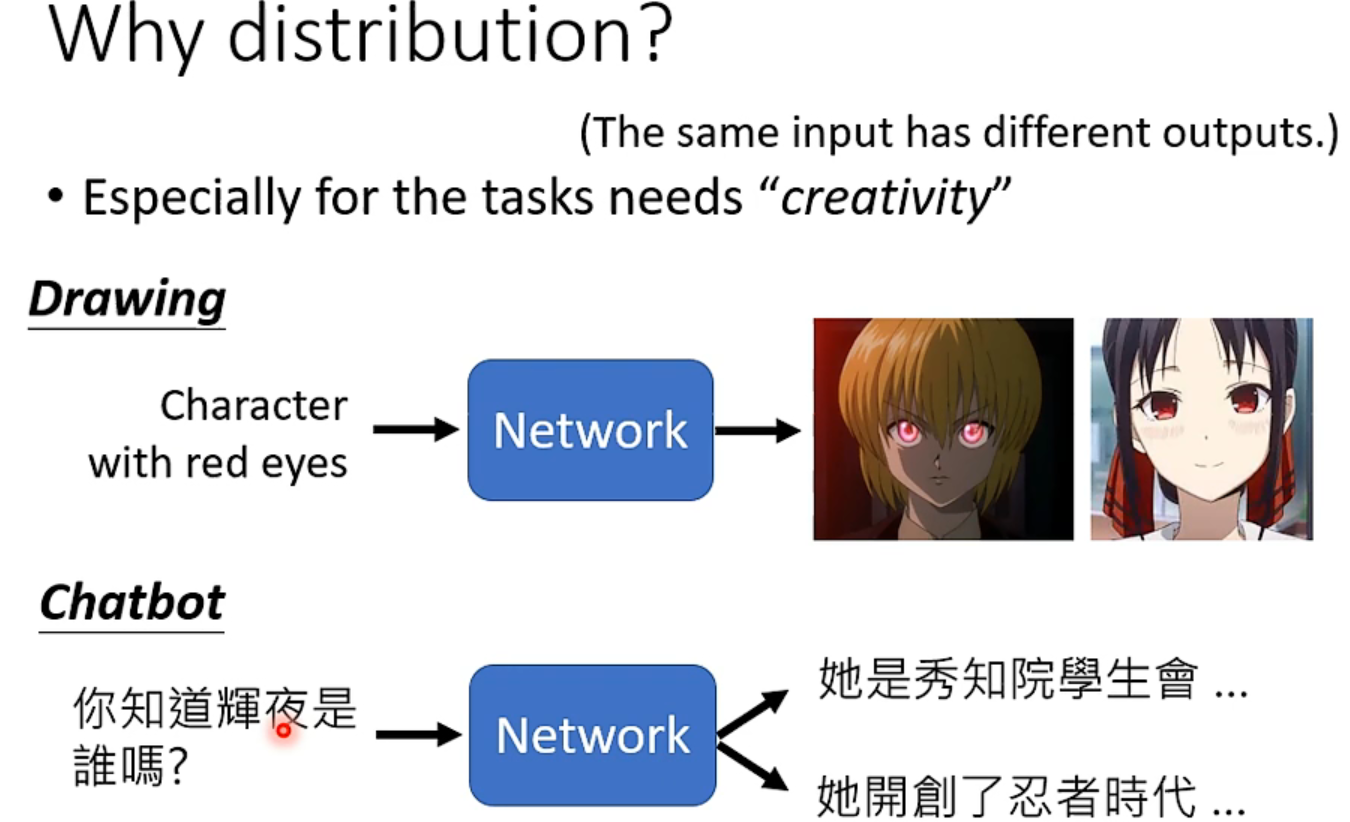 Why distribution?
(The same input has different outputs.)
• Especially for the tasks needs “creativity”
Drawing
Character
with red eyes
Network
Chatbot
你知道輝夜是
誰嗎?
Network
她是秀知院學生會 ...
她開創了忍者時代 ...